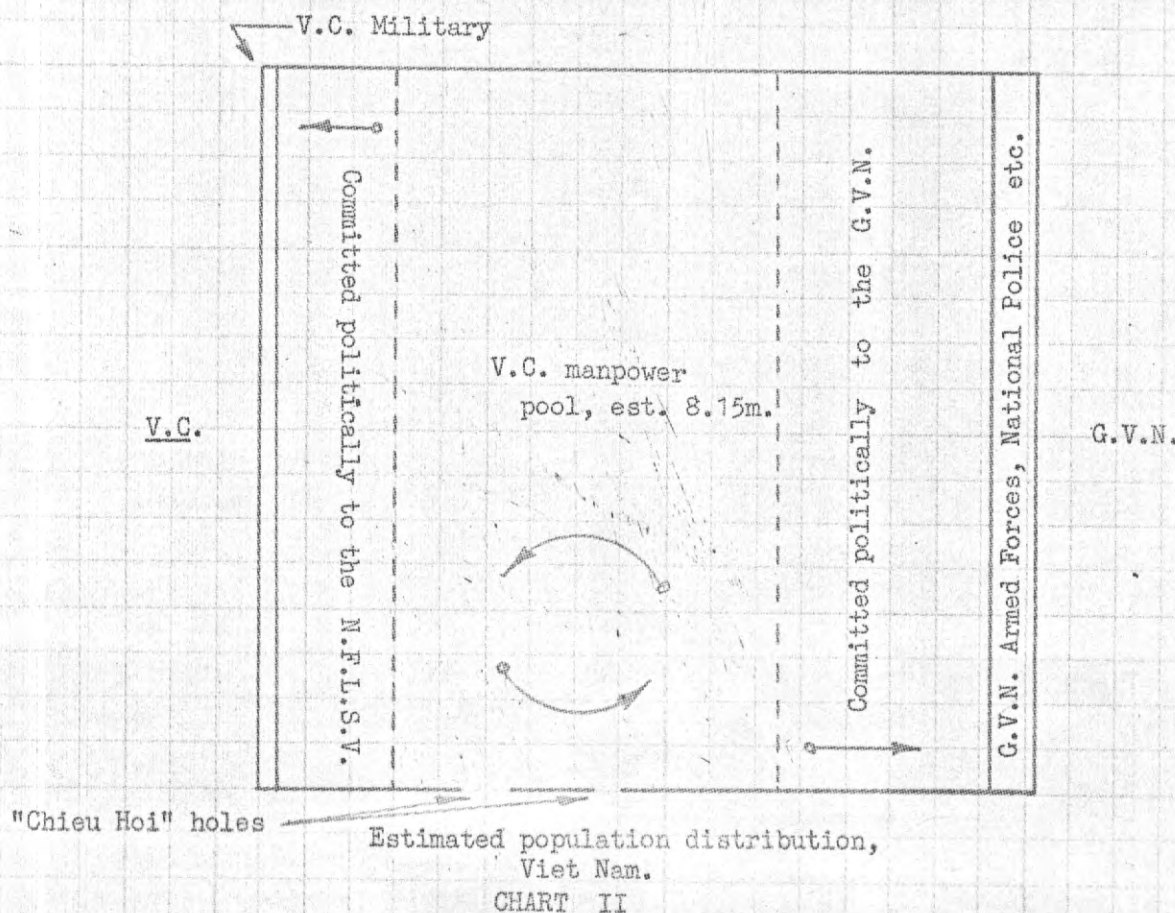 V.C. Military
Committed politically to the N.F.L.S.V.
V.C. manpower
pool, est. 8.15m.
Committed politically to the G.V.N.
G.V.N. Armed Forces, National Police etc.
V.C.
G.V.N.
"Chieu Hoi" holes
Estimated population distribution,
Viet Nam.
CHART II